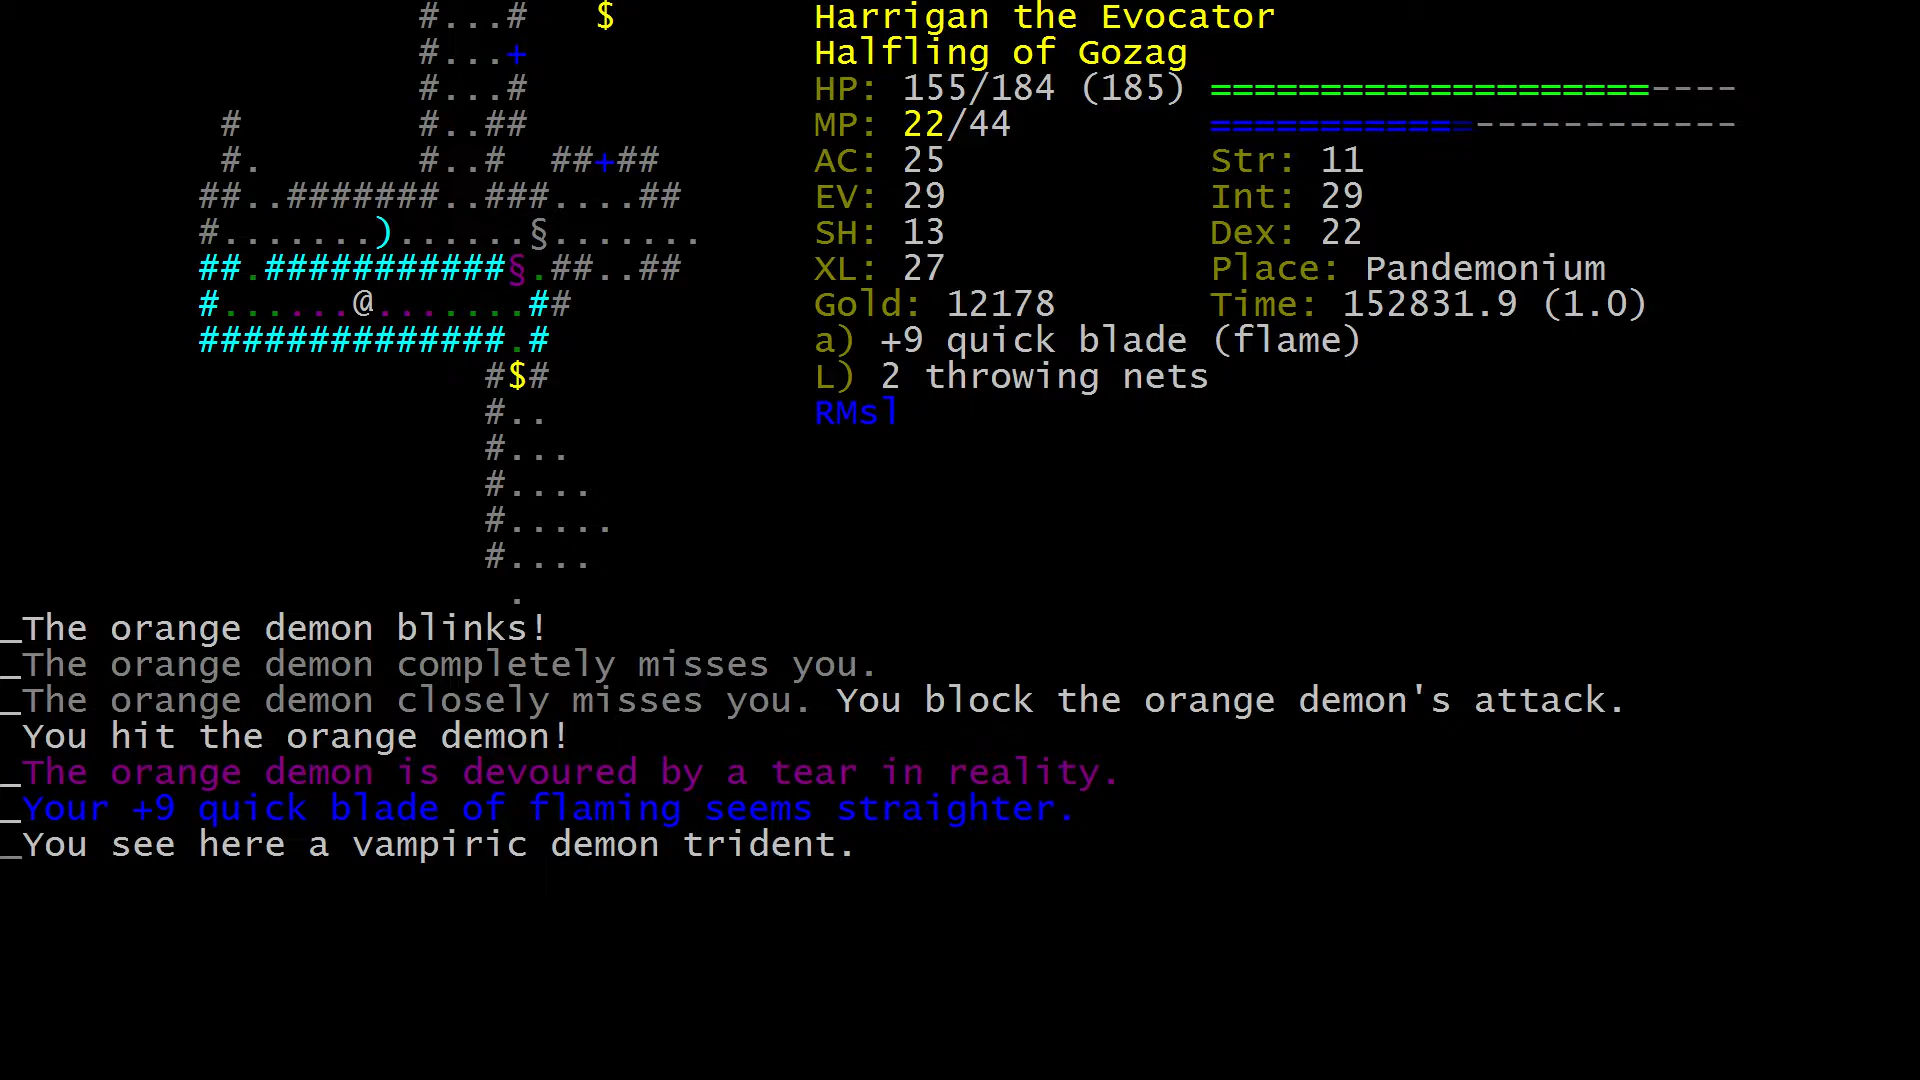 #...#   $
Harrigan the Evocator
#...+
Halfling of Gozag
#...#
HP: 155/184 (185) ====================----
#        #..##
MP: 22/44 ============------------
#.       #..#  ##+##
AC: 25 Str: 11
##..#######..###....##
EV: 29 Int: 29
#.......)......§.......
SH: 13 Dex: 22
##.###########§.##..##
XL: 27 Place: Pandemonium
#......@.......##
Gold: 12178 Time: 152831.9 (1.0)
##############.#
a) +9 quick blade (flame)
#$#
L) 2 throwing nets
#..
RMsl
#...
#....
#.....
#....
.
_The orange demon blinks!
_The orange demon completely misses you.
_The orange demon closely misses you. You block the orange demon's attack.
You hit the orange demon!
_The orange demon is devoured by a tear in reality.
_Your +9 quick blade of flaming seems straighter.
_You see here a vampiric demon trident.